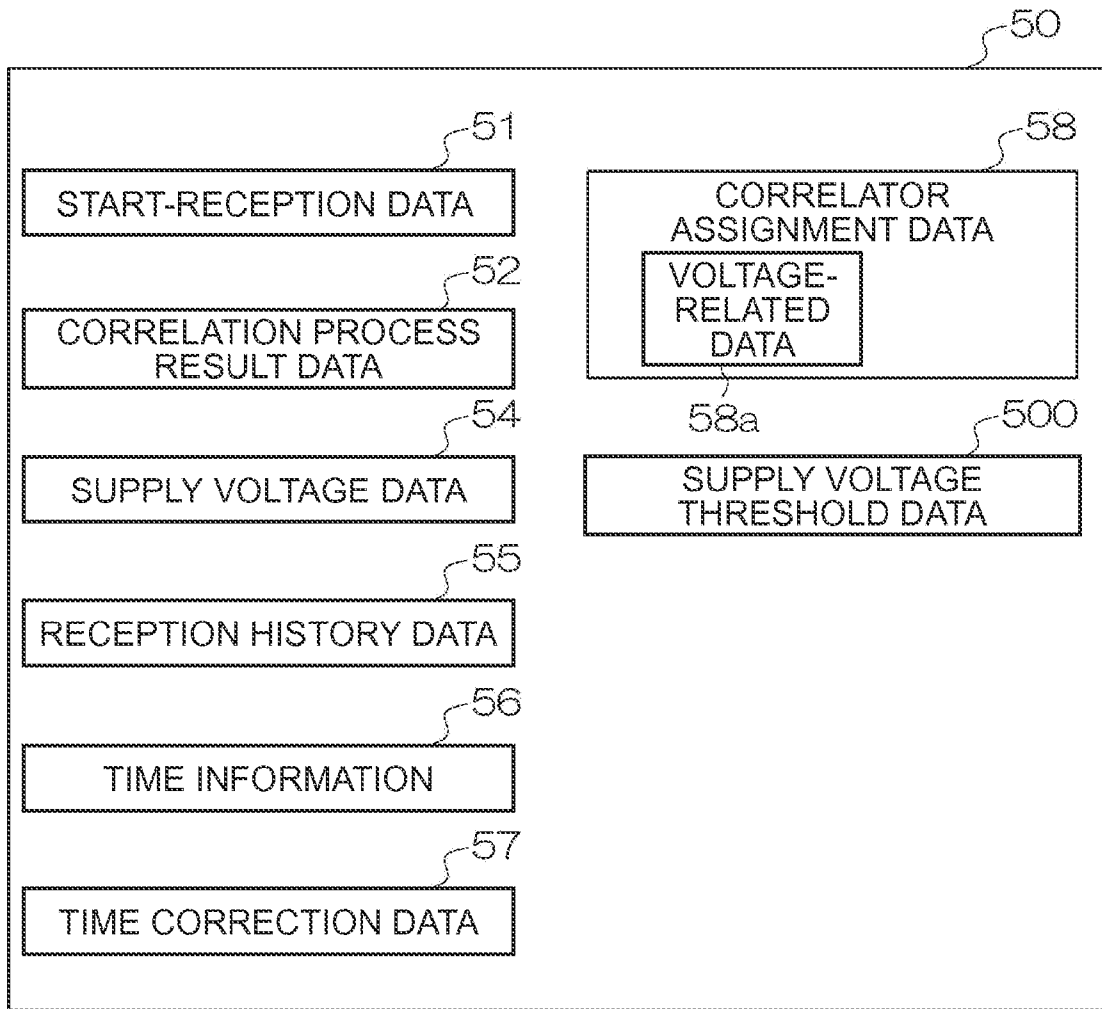 50
51
START-RECEPTION DATA
52
CORRELATION PROCESS
RESULT DATA
54
SUPPLY VOLTAGE DATA
55
RECEPTION HISTORY DATA
56
TIME INFORMATION
57
TIME CORRECTION DATA
58
CORRELATOR
ASSIGNMENT DATA
VOLTAGE-
RELATED
DATA
58a
500
SUPPLY VOLTAGE
THRESHOLD DATA